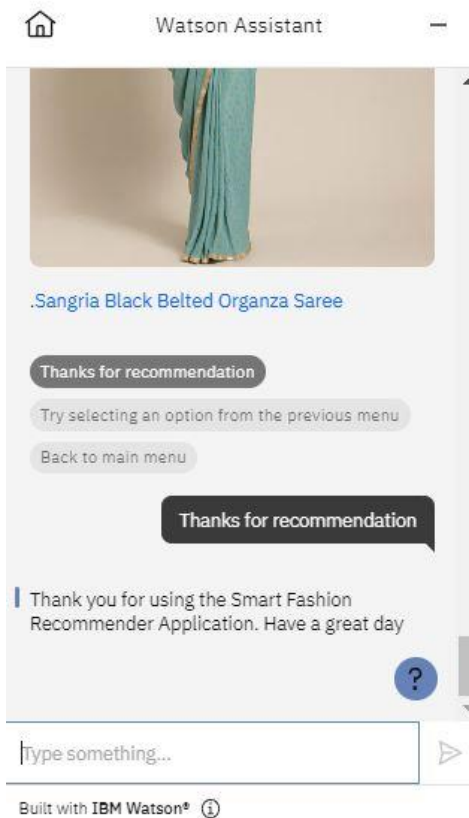 Watson Assistant
.Sangria Black Belted Organza Saree
Thanks for recommendation
Try selecting an option from the previous menu
Back to main menu
Thanks for recommendation
Thank you for using the Smart Fashion
Recommender Application. Have a great day
?
Type something...
Built with IBM Watson®